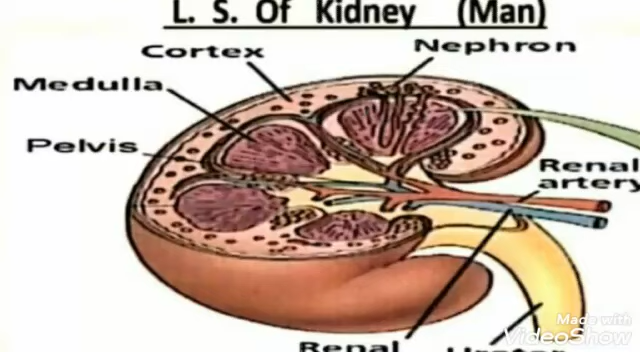 L. S. Of Kidney (Man)
Cortex
Nephron
Medulla
Pelvis
Renal
artery
Renal
Made with
VideoShow